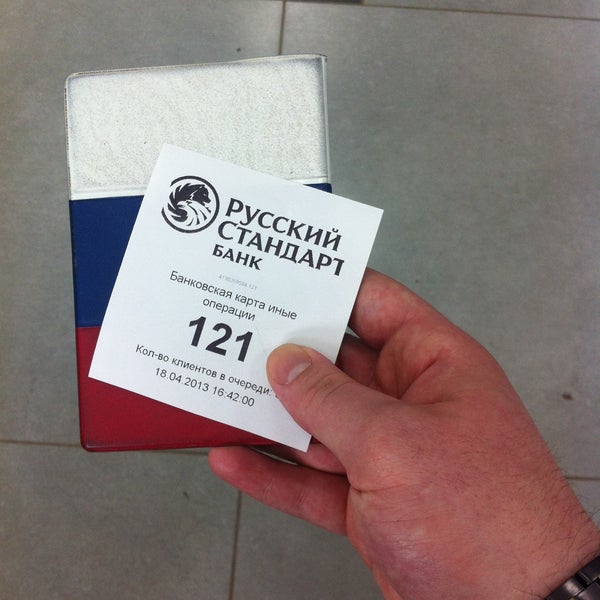 РУССКИЙ
СТАНДАРТ
БАНК
Банковская карта иные
операции
121
Кол-во клиентов в очереди:
18.04.2013 16:42:00